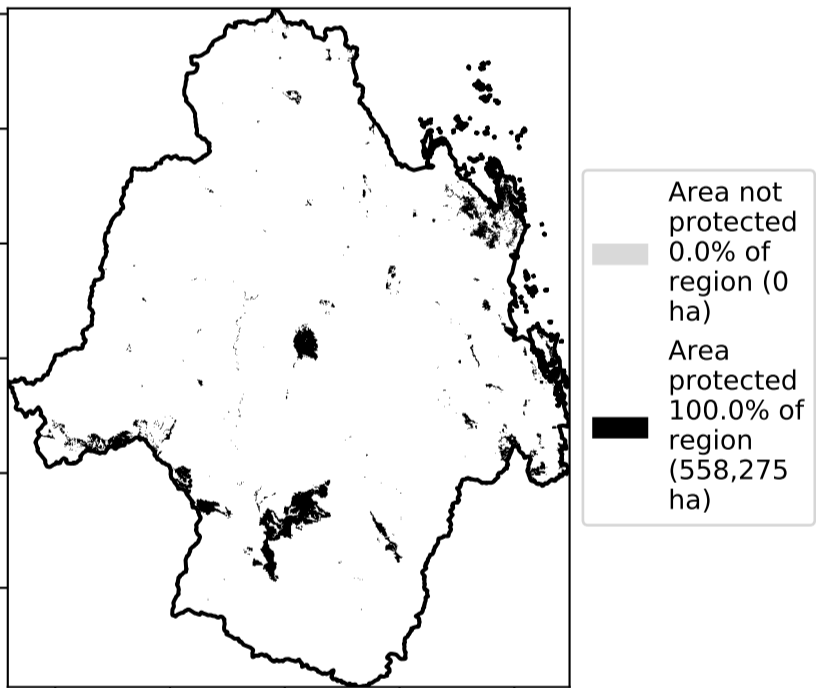 Area not
protected
0.0% of
region (0
ha)
Area
protected
100.0% of
region
(558,275
ha)